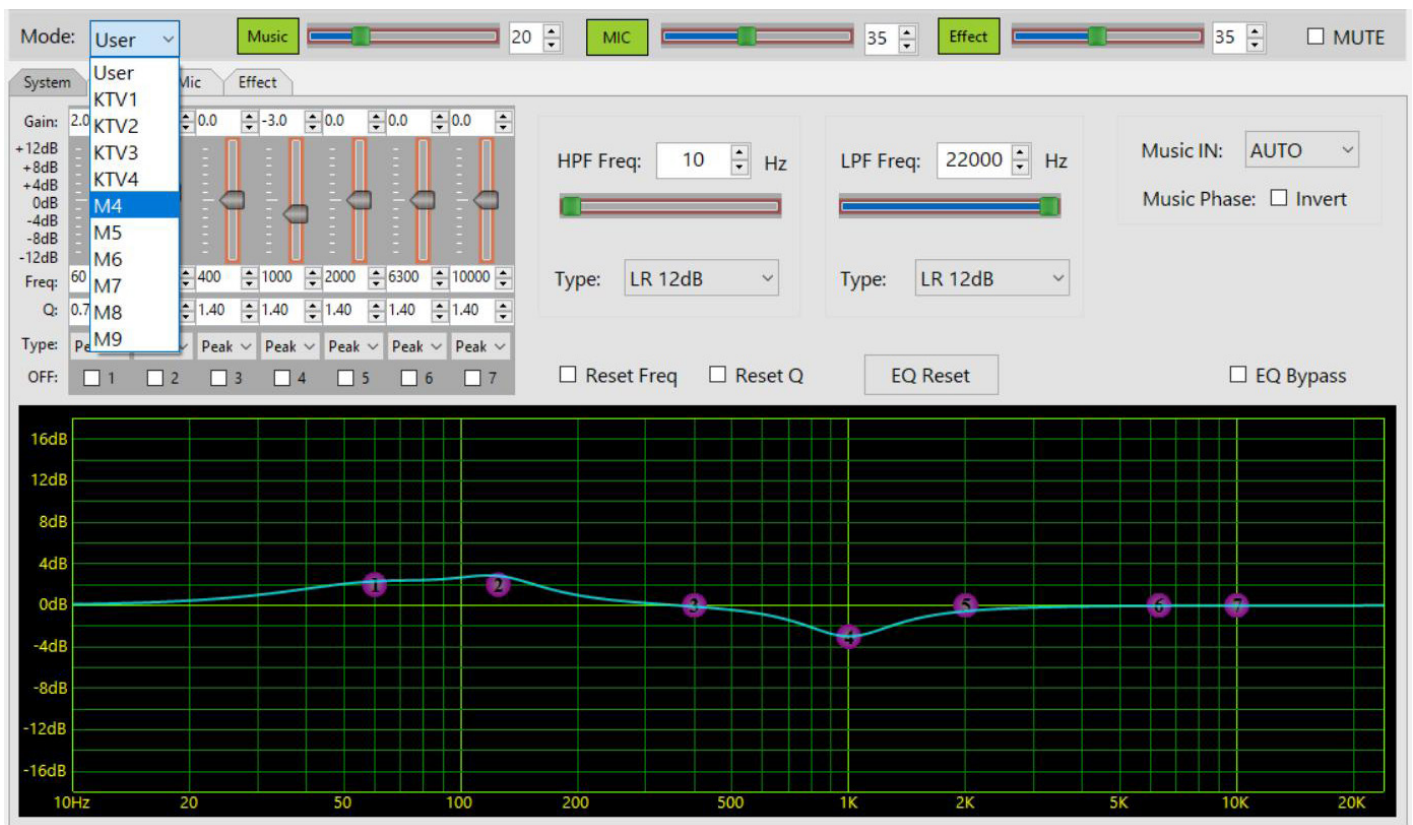 Mode: User Music 20 MIC 35 Effect 35 MUTE
System Mic Effect
User
KTV1
KTV2
KTV3
KTV4
M4
M5
M6
M7
M8
M9
Gain: 2.0 0.0 -3.0 0.0 0.0 0.0
+12dB
+8dB
+4dB
0dB
-4dB
-8dB
-12dB
Freq: 60 400 1000 2000 6300 10000
Q: 0.7 1.40 1.40 1.40 1.40 1.40
Type: Pe Peak Peak Peak Peak Peak
OFF: 1 2 3 4 5 6 7
HPF Freq: 10 Hz
Type: LR 12dB
LPF Freq: 22000 Hz
Type: LR 12dB
Music IN: AUTO
Music Phase: Invert
Reset Freq Reset Q EQ Reset EQ Bypass
16dB
12dB
8dB
4dB
0dB
-4dB
-8dB
-12dB
-16dB
1 2 3 4 5 6 7
10Hz 20 50 100 200 500 1K 2K 5K 10K 20K